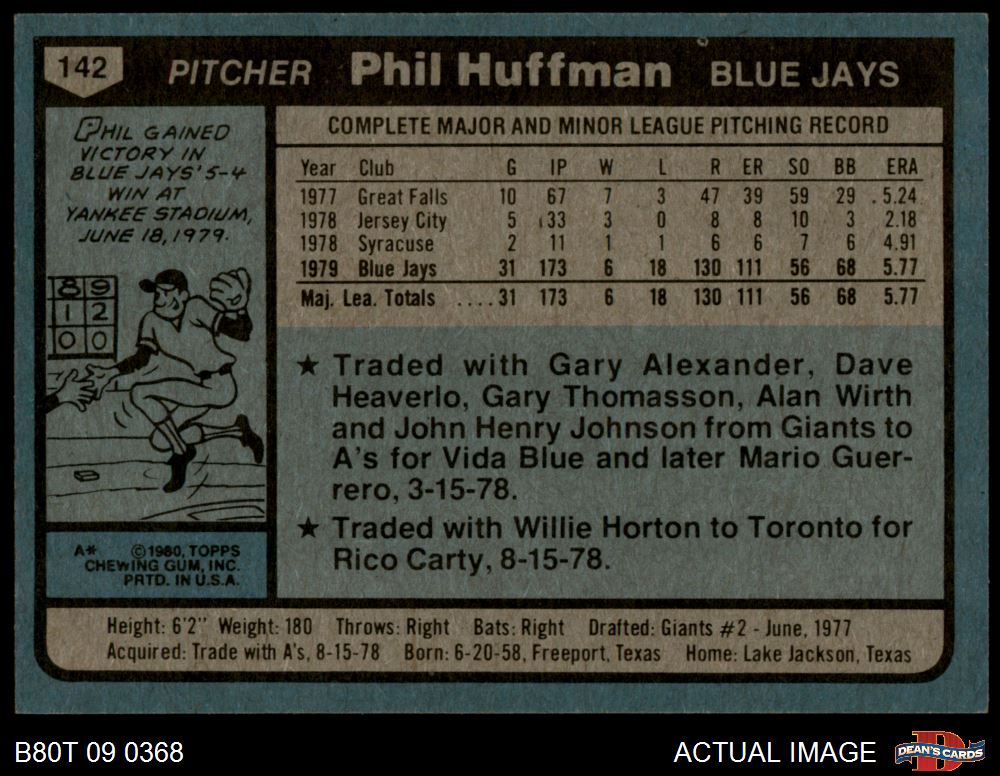 142 PITCHER Phil Huffman BLUE JAYS
PHIL GAINED
VICTORY IN
BLUE JAYS' 5-4
WIN AT
YANKEE STADIUM,
JUNE 18, 1979.
8 9
1 2
0 0
A* ©1980, TOPPS
CHEWING GUM, INC.
PRTD. IN U.S.A.
COMPLETE MAJOR AND MINOR LEAGUE PITCHING RECORD
Year Club G IP W L R ER SO BB ERA
1977 Great Falls 10 67 7 3 47 39 59 29 5.24
1978 Jersey City 5 33 3 0 8 8 10 3 2.18
1978 Syracuse 2 11 1 1 6 6 7 6 4.91
1979 Blue Jays 31 173 6 18 130 111 56 68 5.77
Maj. Lea. Totals ....31 173 6 18 130 111 56 68 5.77
★ Traded with Gary Alexander, Dave
Heaverlo, Gary Thomasson, Alan Wirth
and John Henry Johnson from Giants to
A's for Vida Blue and later Mario Guer-
rero, 3-15-78.
★ Traded with Willie Horton to Toronto for
Rico Carty, 8-15-78.
Height: 6'2" Weight: 180 Throws: Right Bats: Right Drafted: Giants #2 - June, 1977
Acquired: Trade with A's, 8-15-78 Born: 6-20-58, Freeport, Texas Home: Lake Jackson, Texas
B80T 09 0368 ACTUAL IMAGE DEAN'S CARDS